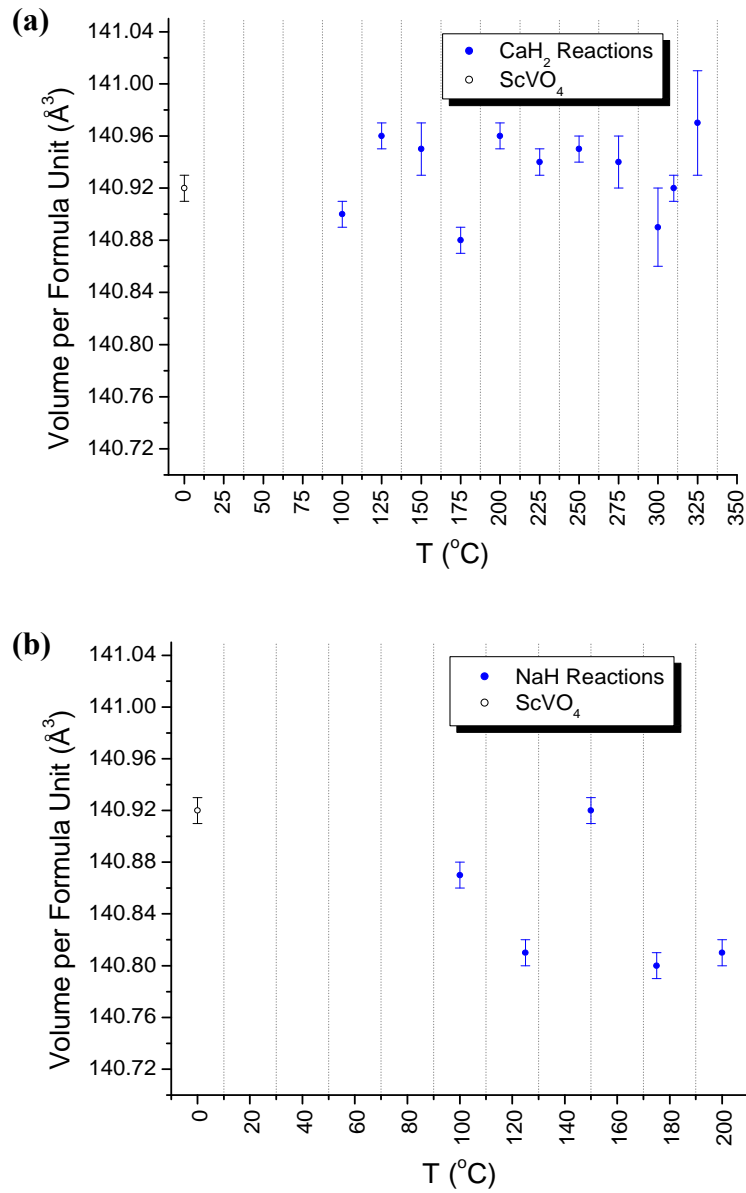 (a)
CaH2 Reactions
ScVO4
Volume per Formula Unit (Å3)
141.04
141.00
140.96
140.92
140.88
140.84
140.80
140.76
140.72
0 25 50 75 100 125 150 175 200 225 250 275 300 325 350
T (oC)
(b)
NaH Reactions
ScVO4
Volume per Formula Unit (Å3)
141.04
141.00
140.96
140.92
140.88
140.84
140.80
140.76
140.72
0 20 40 60 80 100 120 140 160 180 200
T (oC)